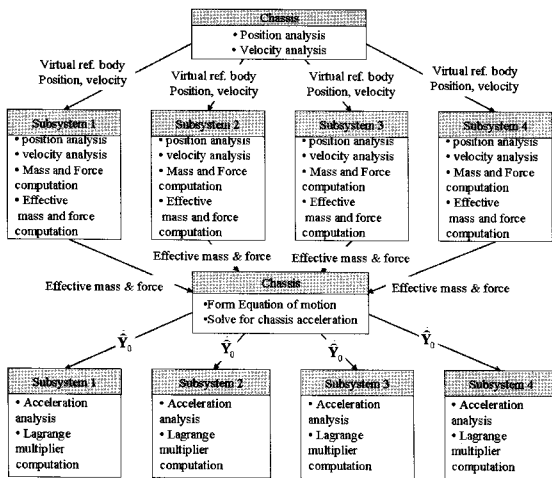 Chassis
• Position analysis
• Velocity analysis
Virtual ref. body
Position, velocity
Virtual ref. body
Position, velocity
Virtual ref. body
Position, velocity
Virtual ref. body
Position, velocity
Subsystem 1
• position analysis
• velocity analysis
• Mass and Force
computation
• Effective
mass and force
computation
Subsystem 2
• position analysis
• velocity analysis
• Mass and Force
computation
• Effective
mass and force
computation
Subsystem 3
• position analysis
• velocity analysis
• Mass and Force
computation
• Effective
mass and force
computation
Subsystem 4
• position analysis
• velocity analysis
• Mass and Force
computation
• Effective
mass and force
computation
Effective mass & force
Effective mass & force
Effective mass & force
Effective mass & force
Chassis
•Form Equation of motion
•Solve for chassis acceleration
Ŷ̇₀
Ŷ̇₀
Ŷ̇₀
Ŷ̇₀
Subsystem 1
• Acceleration
analysis
• Lagrange
multiplier
computation
Subsystem 2
• Acceleration
analysis
• Lagrange
multiplier
computation
Subsystem 3
• Acceleration
analysis
• Lagrange
multiplier
computation
Subsystem 4
• Acceleration
analysis
• Lagrange
multiplier
computation